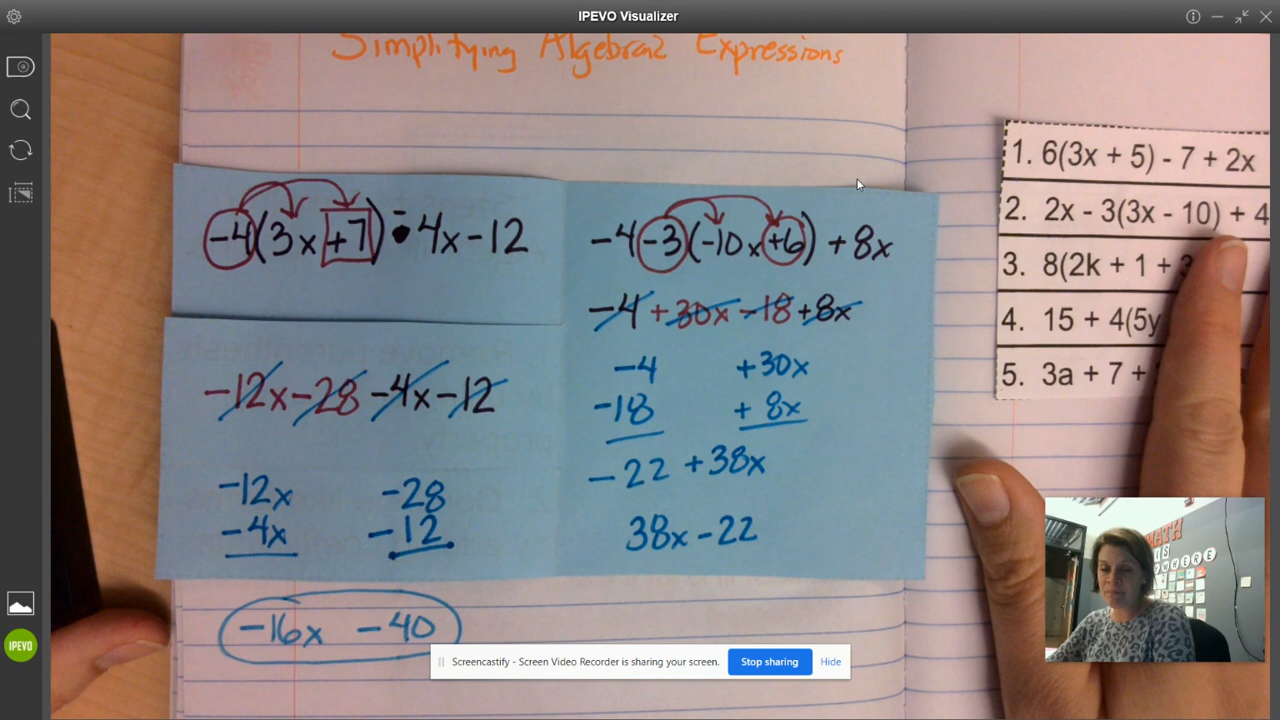 IPEVO Visualizer
Simplifying Algebraic Expressions
-4(3x +7) - 4x - 12
-12x - 28 - 4x - 12
-12x -28
-4x -12
-16x -40
-4 -3(-10x +6) + 8x
-4 + 30x - 18 + 8x
-4 +30x
-18 + 8x
-22 +38x
38x - 22
1. 6(3x + 5) - 7 + 2x
2. 2x - 3(3x - 10) + 4
3. 8(2k + 1 +
4. 15 + 4(5y
5. 3a + 7 +
MATH
IS
IPEVO
Screencastify - Screen Video Recorder is sharing your screen. Stop sharing Hide